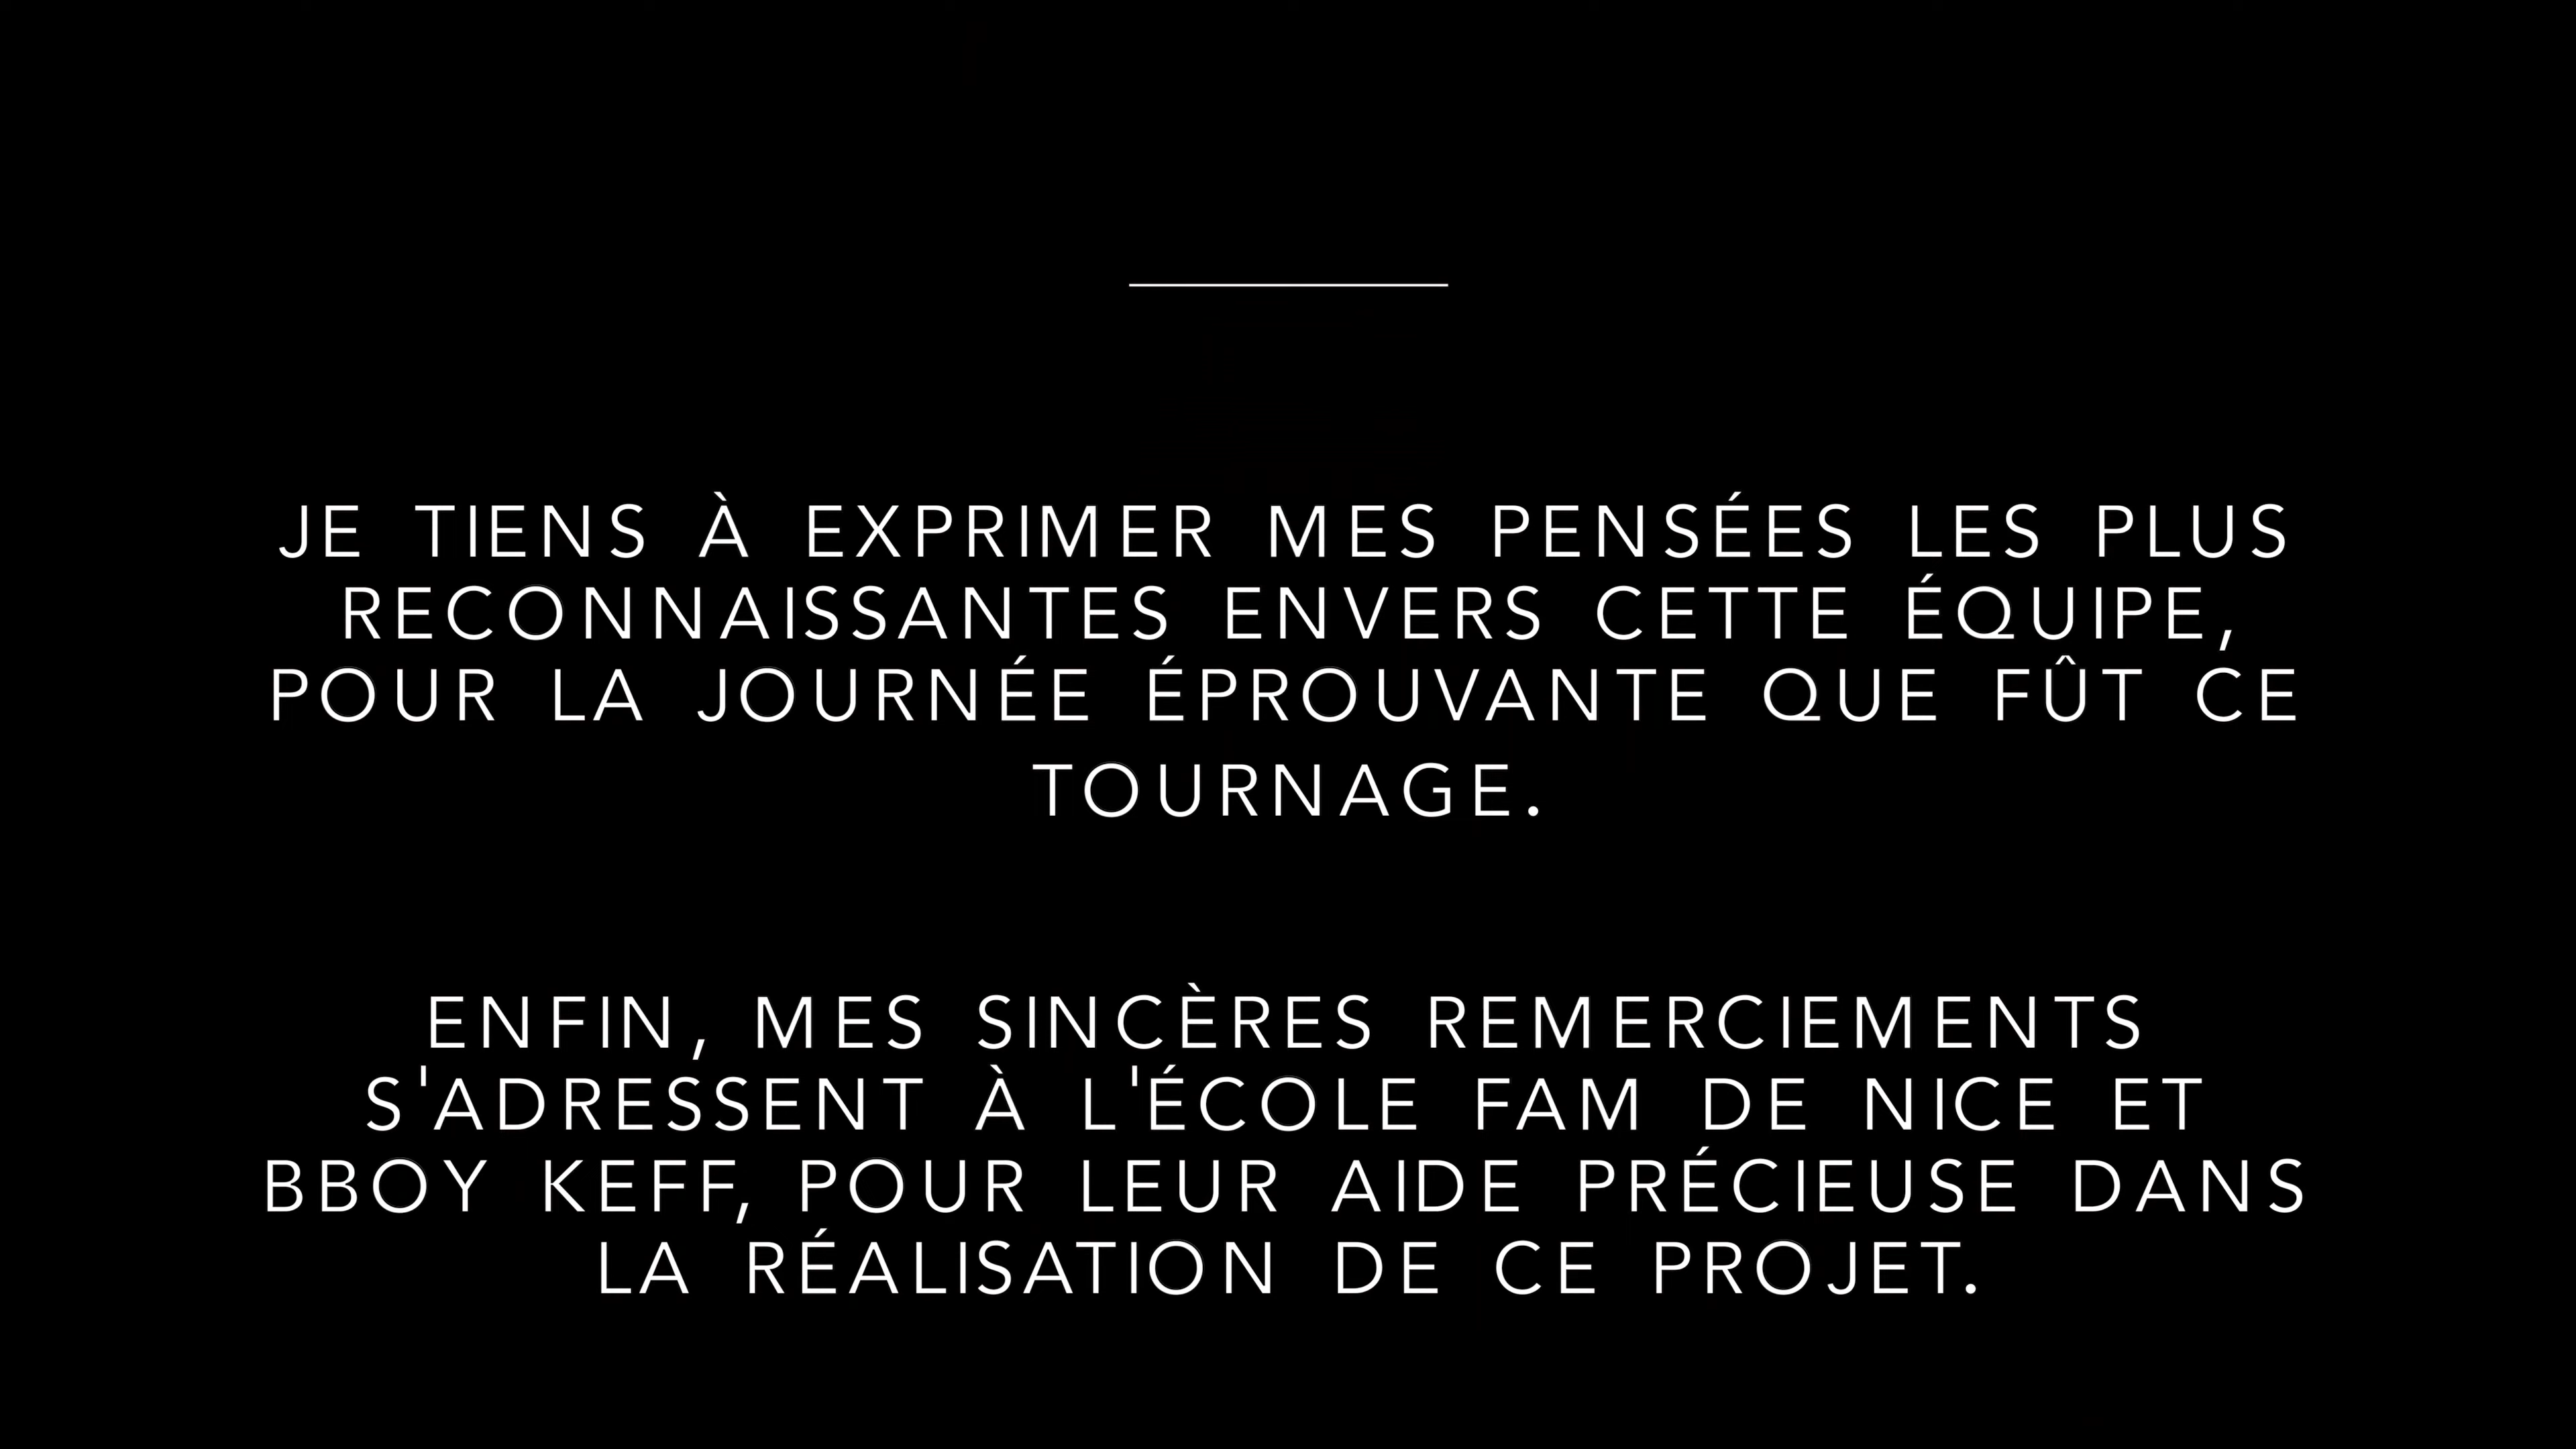 JE TIENS À EXPRIMER MES PENSÉES LES PLUS
RECONNAISSANTES ENVERS CETTE ÉQUIPE,
POUR LA JOURNÉE ÉPROUVANTE QUE FÛT CE
TOURNAGE.
ENFIN, MES SINCÈRES REMERCIEMENTS
S'ADRESSENT À L'ÉCOLE FAM DE NICE ET
BBOY KEFF, POUR LEUR AIDE PRÉCIEUSE DANS
LA RÉALISATION DE CE PROJET.